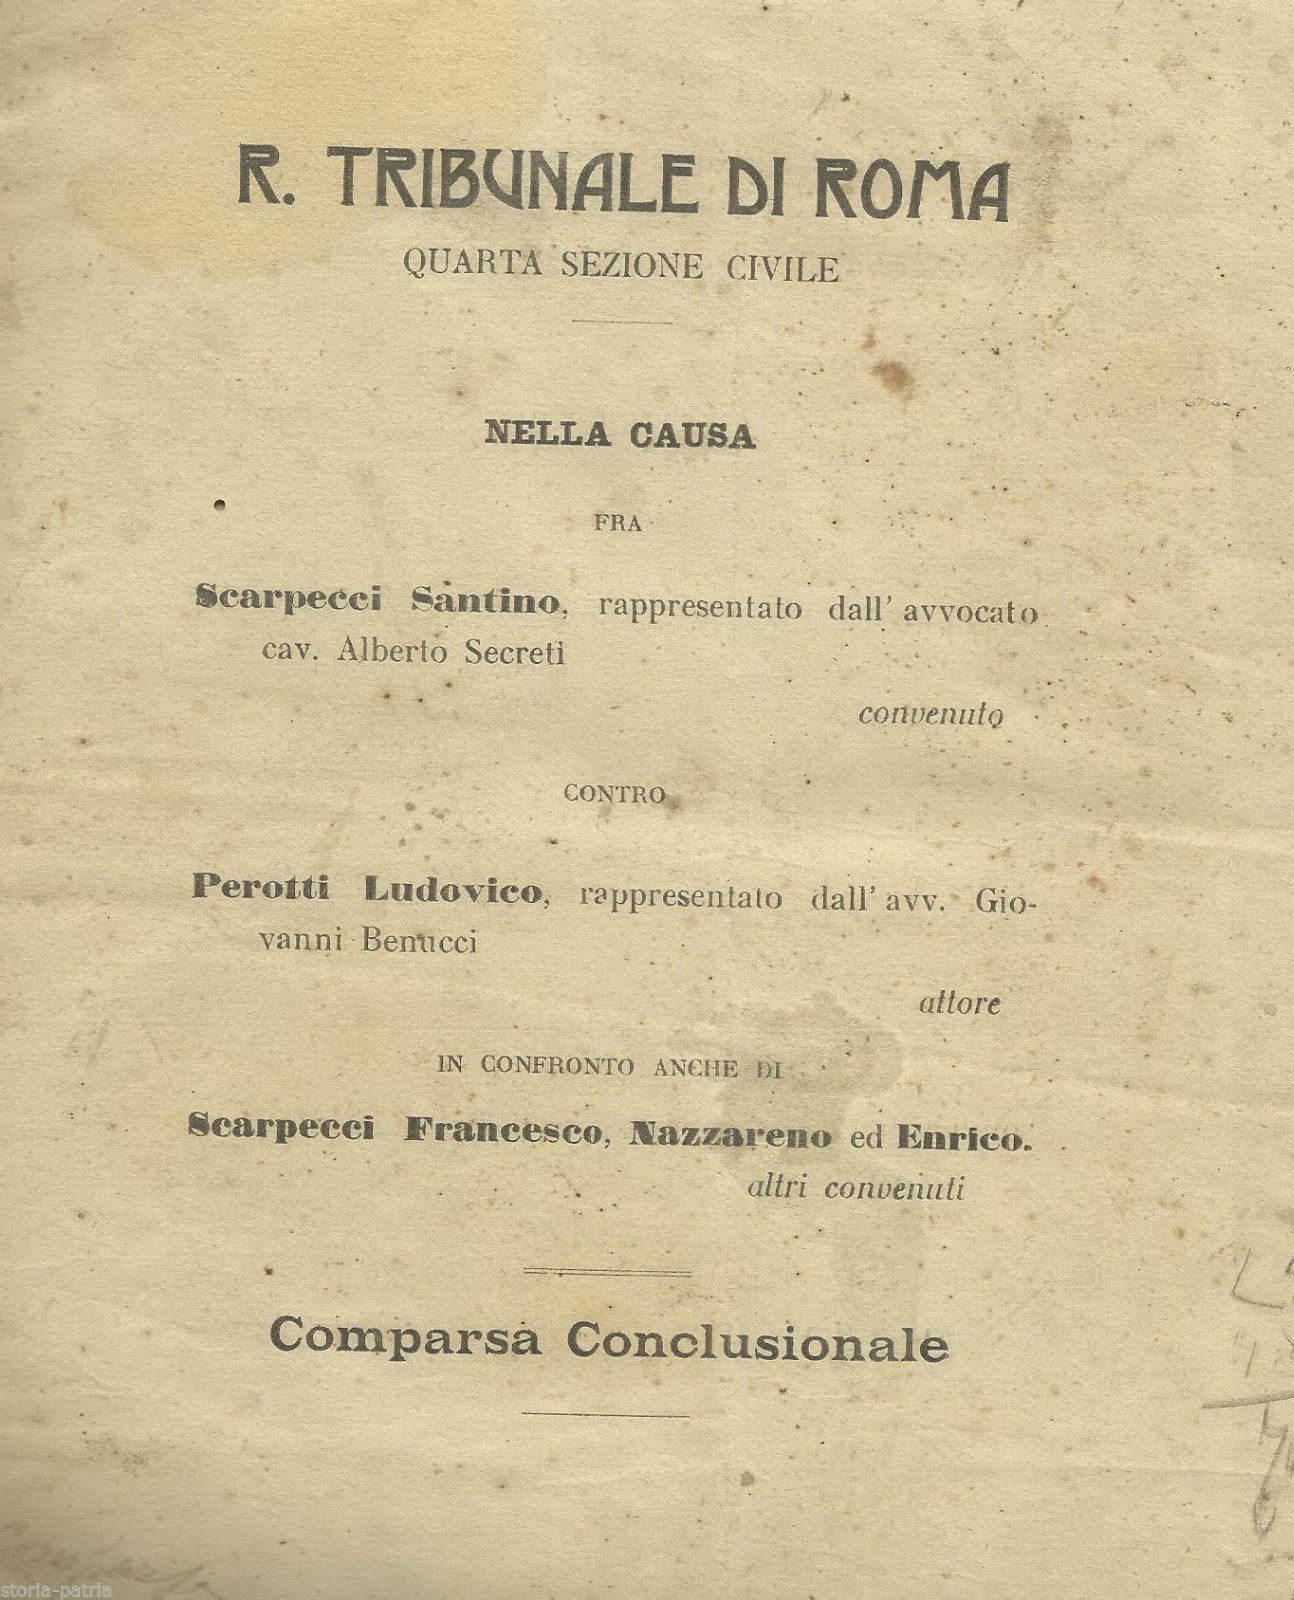 R. TRIBUNALE DI ROMA
QUARTA SEZIONE CIVILE
NELLA CAUSA
FRA
Scarpecci Santino, rappresentato dall' avvocato
cav. Alberto Secreti
convenuto
CONTRO
Perotti Ludovico, rappresentato dall' avv. Gio-
vanni Benucci
attore
IN CONFRONTO ANCHE DI
Scarpecci Francesco, Nazzareno ed Enrico.
altri convenuti
Comparsa Conclusionale
storia-patria